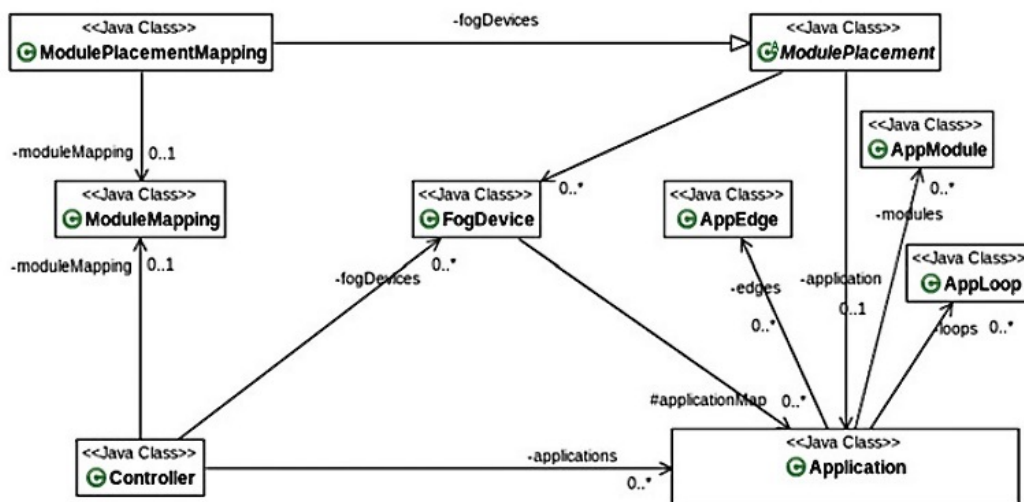 <<Java Class>>
ModulePlacementMapping
-fogDevices
<<Java Class>>
ModulePlacement
<<Java Class>>
AppModule
-moduleMapping 0..1
0..*
0..*
<<Java Class>>
ModuleMapping
<<Java Class>>
FogDevice
<<Java Class>>
AppEdge
-modules
-moduleMapping 0..1
0..*
-fogDevices
-edges
-application
<<Java Class>>
AppLoop
0..*
0..1
-loops 0..*
#applicationMap 0..*
<<Java Class>>
Controller
-applications
0..*
<<Java Class>>
Application